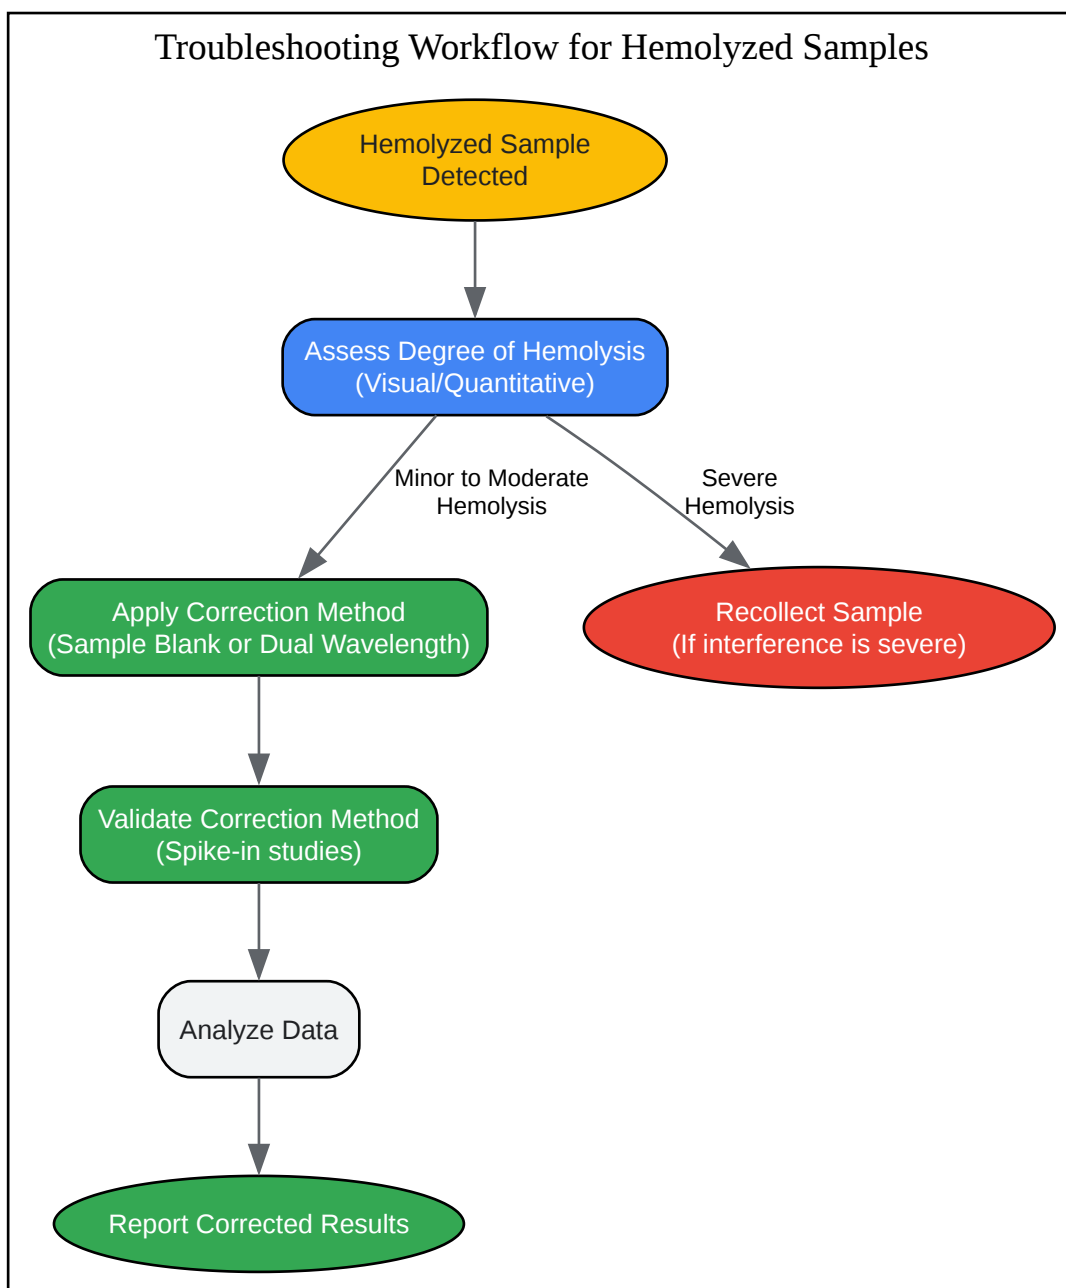 Troubleshooting Workflow for Hemolyzed Samples
Hemolyzed Sample
Detected
Assess Degree of Hemolysis
(Visual/Quantitative)
Minor to Moderate
Hemolysis
Severe
Hemolysis
Apply Correction Method
(Sample Blank or Dual Wavelength)
Recollect Sample
(If interference is severe)
Validate Correction Method
(Spike-in studies)
Analyze Data
Report Corrected Results